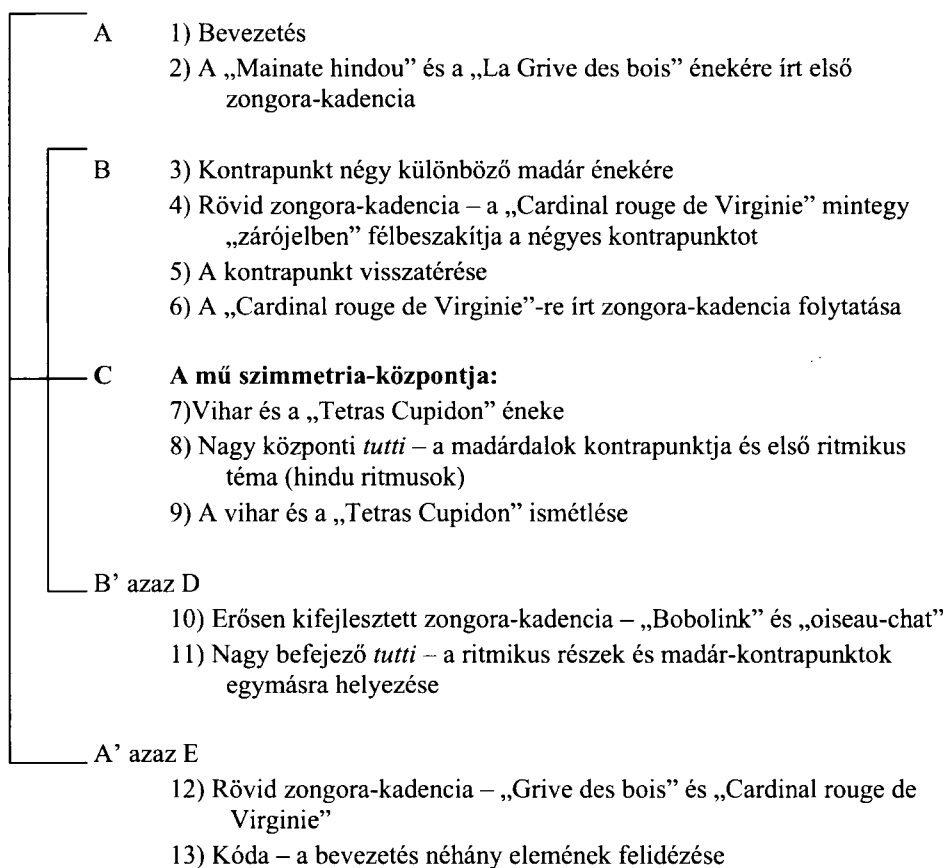 A 1) Bevezetés
2) A „Mainate hindou” és a „La Grive des bois” énekére írt első
zongora-kadencia
B 3) Kontrapunkt négy különböző madár énekére
4) Rövid zongora-kadencia – a „Cardinal rouge de Virginie” mintegy
„zárójelben” félbeszakítja a négyes kontrapunktot
5) A kontrapunkt visszatérése
6) A „Cardinal rouge de Virginie”-re írt zongora-kadencia folytatása
C A mű szimmetria-központja:
7)Vihar és a „Tetras Cupidon” éneke
8) Nagy központi tutti – a madárdalok kontrapunktja és első ritmikus
téma (hindu ritmusok)
9) A vihar és a „Tetras Cupidon” ismétlése
B’ azaz D
10) Erősen kifejlesztett zongora-kadencia – „Bobolink” és „oiseau-chat”
11) Nagy befejező tutti – a ritmikus részek és madár-kontrapunktok
egymásra helyezése
A’ azaz E
12) Rövid zongora-kadencia – „Grive des bois” és „Cardinal rouge de
Virginie”
13) Kóda – a bevezetés néhány elemének felidézése